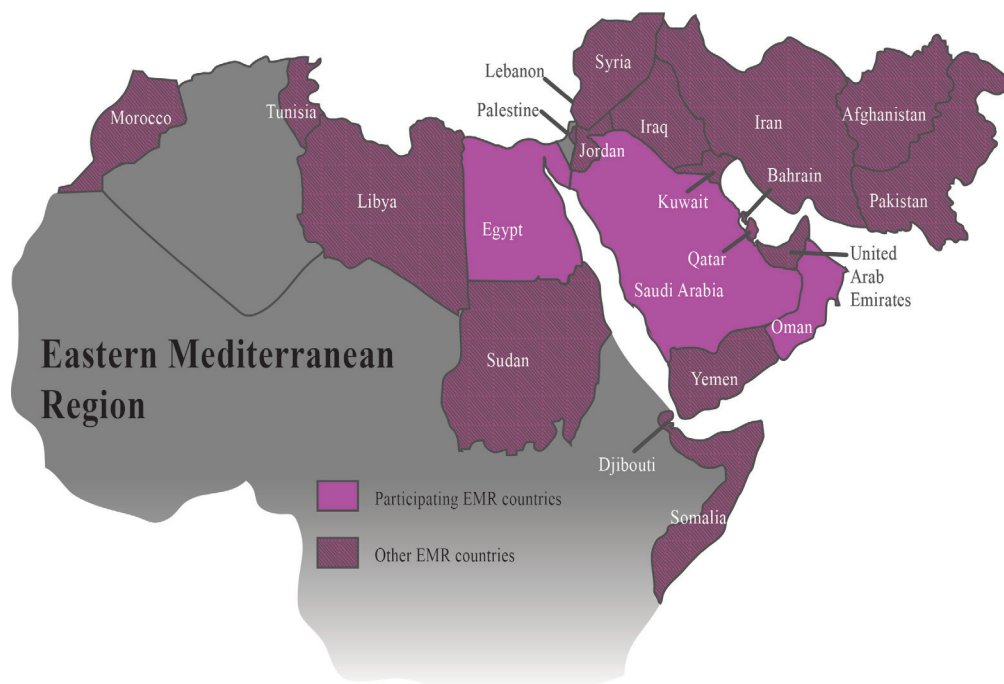 Syria
Lebanon
Palestine
Morocco
Tunisia
Jordan
Iraq
Iran
Afghanistan
Libya
Egypt
Kuwait
Bahrain
Pakistan
Qatar
United
Arab
Emirates
Saudi Arabia
Oman
Eastern Mediterranean
Region
Sudan
Yemen
Djibouti
Somalia
Participating EMR countries
Other EMR countries